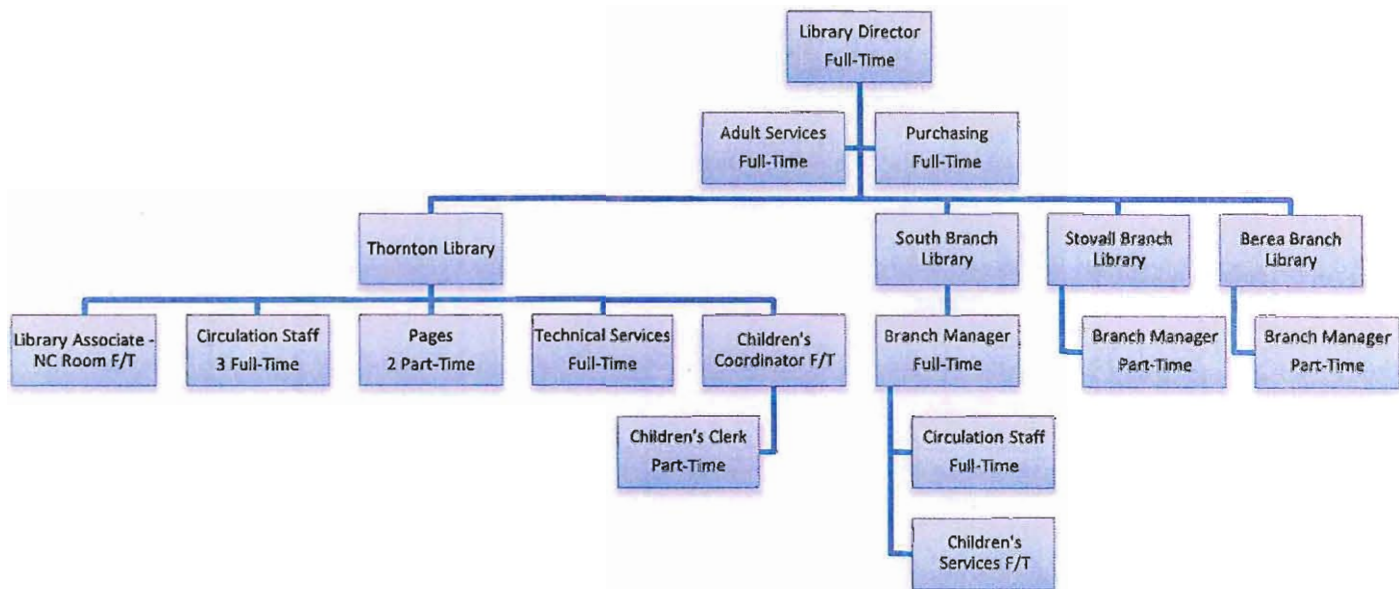 Library Director
Full-Time
Adult Services
Full-Time
Purchasing
Full-Time
Thornton Library
South Branch
Library
Stovall Branch
Library
Berea Branch
Library
Library Associate -
NC Room F/T
Circulation Staff
3 Full-Time
Pages
2 Part-Time
Technical Services
Full-Time
Children's
Coordinator F/T
Branch Manager
Full-Time
Branch Manager
Part-Time
Branch Manager
Part-Time
Children's Clerk
Part-Time
Circulation Staff
Full-Time
Children's
Services F/T